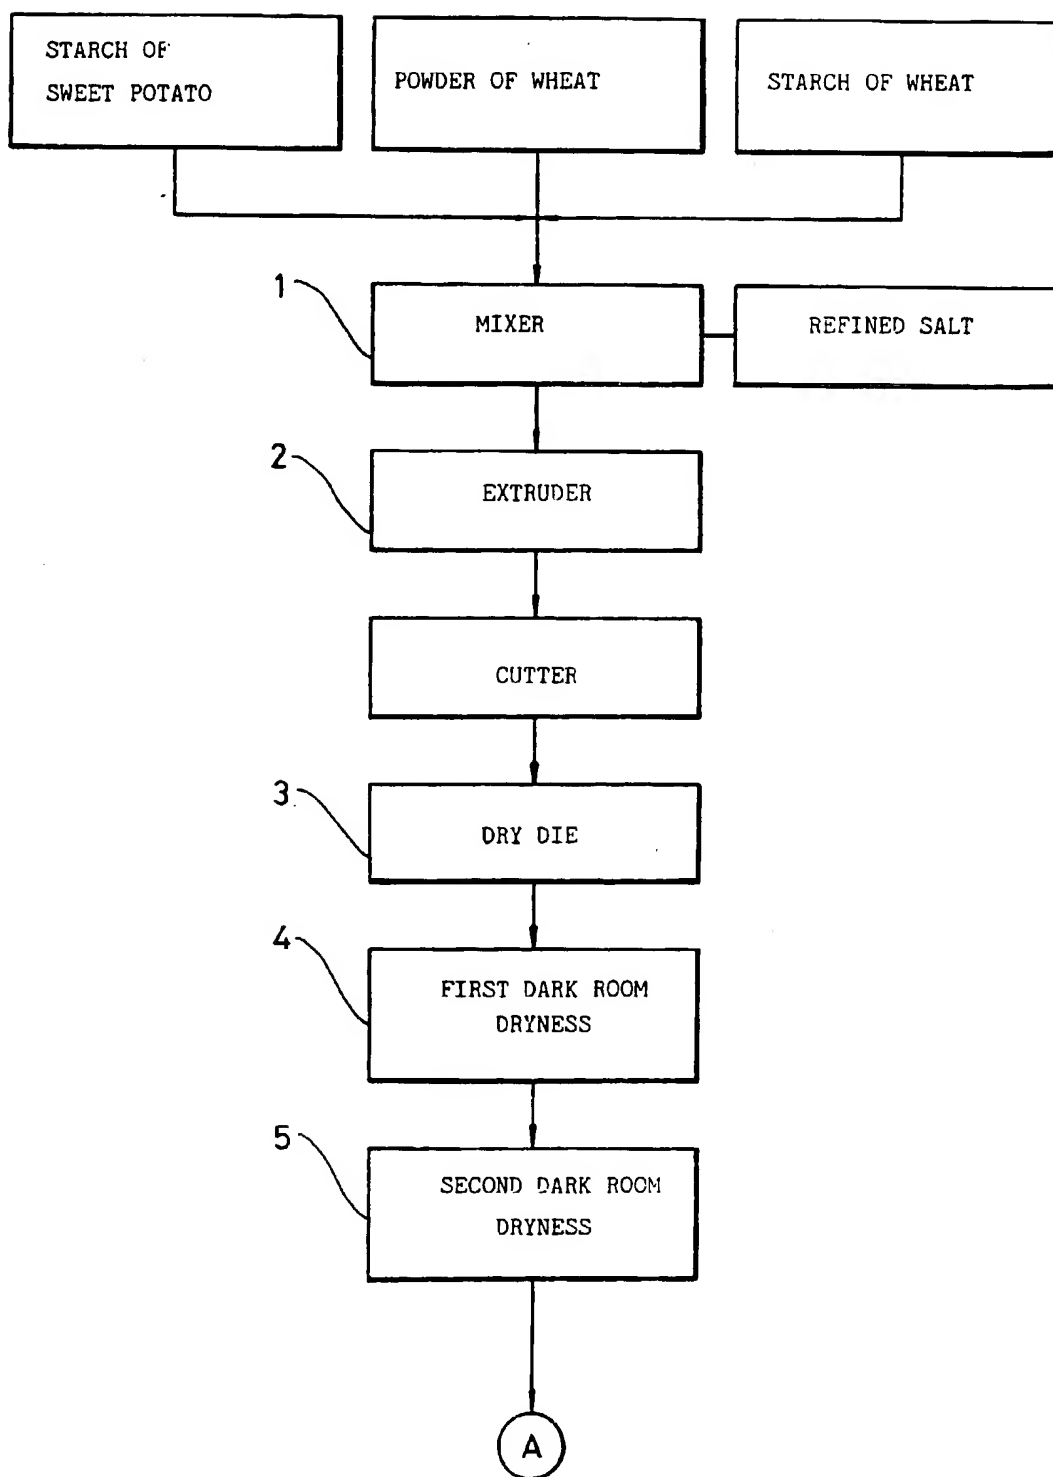 STARCH OF
SWEET POTATO
POWDER OF WHEAT
STARCH OF WHEAT
1
MIXER
REFINED SALT
2
EXTRUDER
CUTTER
3
DRY DIE
4
FIRST DARK ROOM
DRYNESS
5
SECOND DARK ROOM
DRYNESS
A